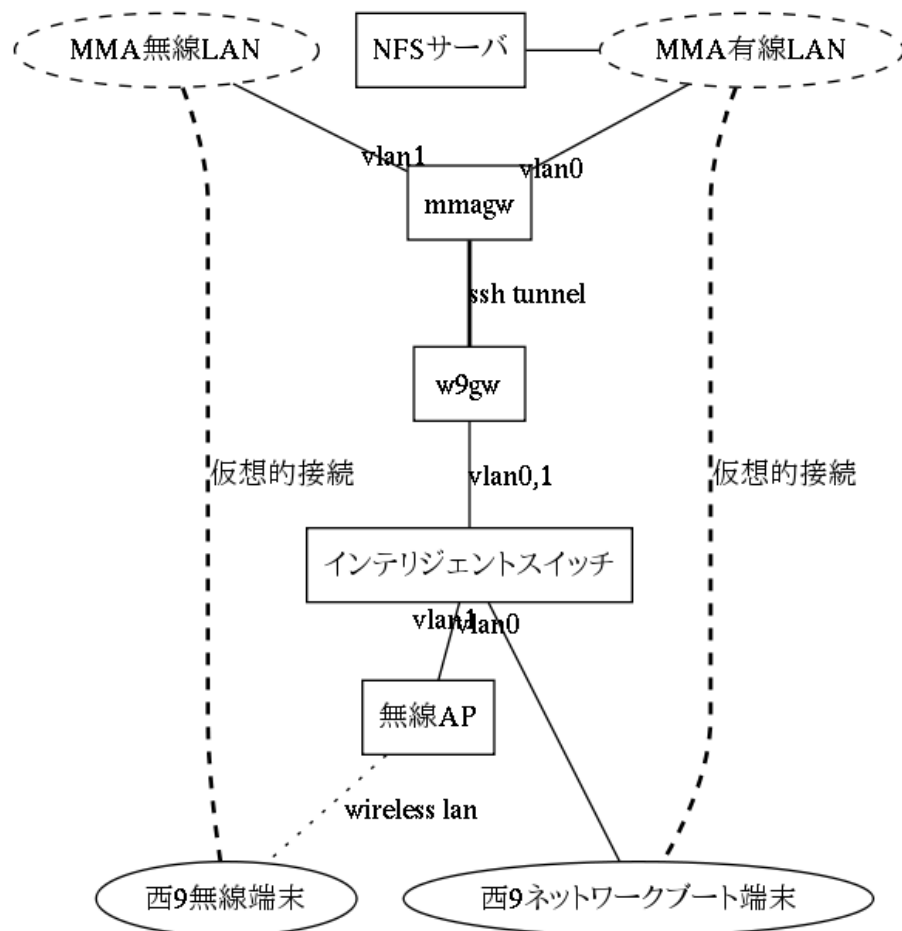 MMA無線LAN
NFSサーバ
MMA有線LAN
vlan1
vlan0
mmagw
ssh tunnel
w9gw
仮想的接続
vlan0,1
仮想的接続
インテリジェントスイッチ
vlan1
vlan0
無線AP
wireless lan
西9無線端末
西9ネットワークブート端末